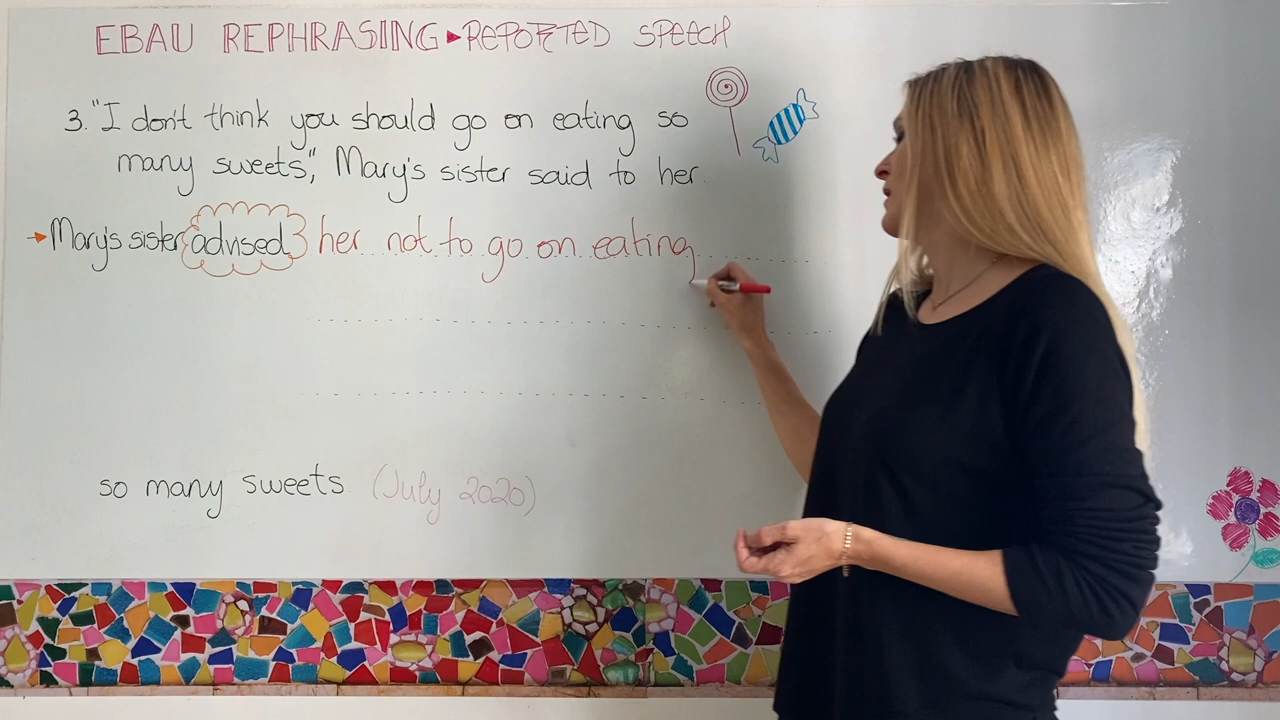 EBAU REPHRASING ▸ REPORTED SPEECH
3. "I don't think you should go on eating so
many sweets", Mary's sister said to her.
→ Mary's sister advised her not to go on eating
so many sweets (July 2020)